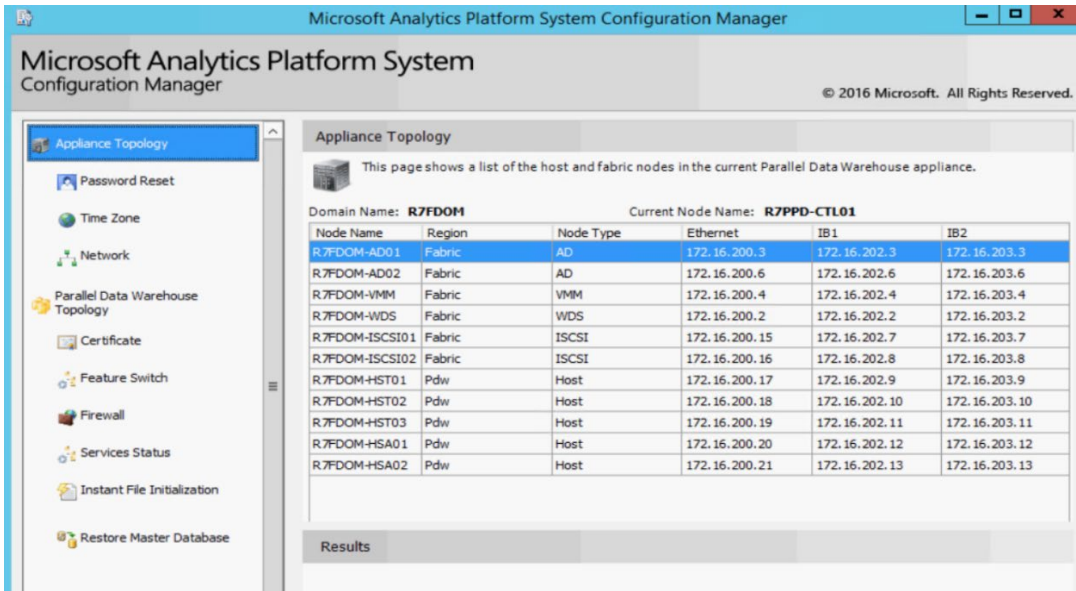 Microsoft Analytics Platform System Configuration Manager
Microsoft Analytics Platform System
Configuration Manager
© 2016 Microsoft. All Rights Reserved.
Appliance Topology
Password Reset
Time Zone
Network
Parallel Data Warehouse
Topology
Certificate
Feature Switch
Firewall
Services Status
Instant File Initialization
Restore Master Database
Appliance Topology
This page shows a list of the host and fabric nodes in the current Parallel Data Warehouse appliance.
Domain Name: R7FDOM Current Node Name: R7PPD-CTL01
Node Name Region Node Type Ethernet IB1 IB2
R7FDOM-AD01 Fabric AD 172.16.200.3 172.16.202.3 172.16.203.3
R7FDOM-AD02 Fabric AD 172.16.200.6 172.16.202.6 172.16.203.6
R7FDOM-VMM Fabric VMM 172.16.200.4 172.16.202.4 172.16.203.4
R7FDOM-WDS Fabric WDS 172.16.200.2 172.16.202.2 172.16.203.2
R7FDOM-ISCSI01 Fabric ISCSI 172.16.200.15 172.16.202.7 172.16.203.7
R7FDOM-ISCSI02 Fabric ISCSI 172.16.200.16 172.16.202.8 172.16.203.8
R7FDOM-HST01 Pdw Host 172.16.200.17 172.16.202.9 172.16.203.9
R7FDOM-HST02 Pdw Host 172.16.200.18 172.16.202.10 172.16.203.10
R7FDOM-HST03 Pdw Host 172.16.200.19 172.16.202.11 172.16.203.11
R7FDOM-HSA01 Pdw Host 172.16.200.20 172.16.202.12 172.16.203.12
R7FDOM-HSA02 Pdw Host 172.16.200.21 172.16.202.13 172.16.203.13
Results